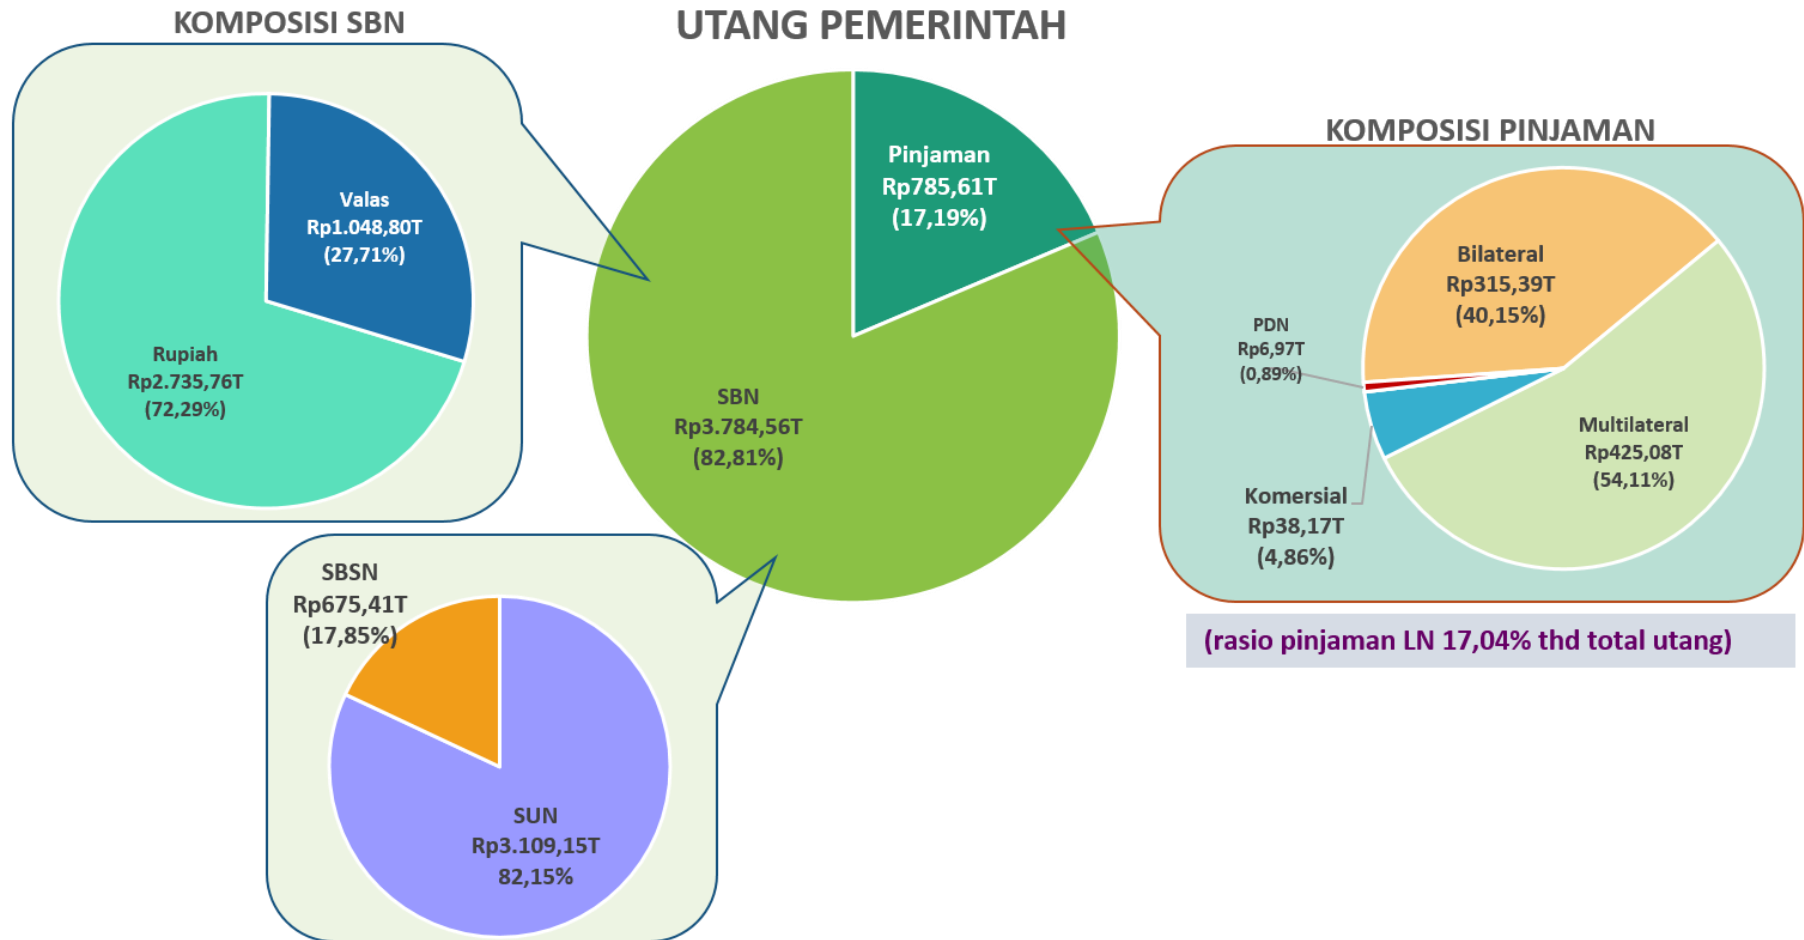 KOMPOSISI SBN
Valas
Rp1.048,80T
(27,71%)
Rupiah
Rp2.735,76T
(72,29%)
UTANG PEMERINTAH
Pinjaman
Rp785,61T
(17,19%)
SBN
Rp3.784,56T
(82,81%)
KOMPOSISI PINJAMAN
Bilateral
Rp315,39T
(40,15%)
PDN
Rp6,97T
(0,89%)
Multilateral
Rp425,08T
(54,11%)
Komersial
Rp38,17T
(4,86%)
(rasio pinjaman LN 17,04% thd total utang)
SBSN
Rp675,41T
(17,85%)
SUN
Rp3.109,15T
82,15%